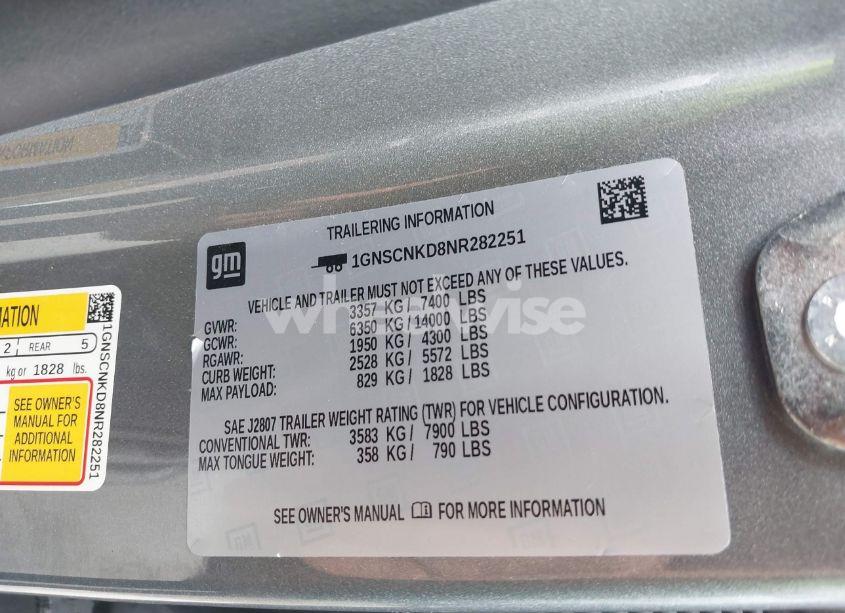 TRAILERING INFORMATION
gm
1GNSCNKD8NR282251
VEHICLE AND TRAILER MUST NOT EXCEED ANY OF THESE VALUES.
GVWR: 3357 KG / 7400 LBS
GCWR: 6350 KG / 14000 LBS
RGAWR: 1950 KG / 4300 LBS
CURB WEIGHT: 2528 KG / 5572 LBS
MAX PAYLOAD: 829 KG / 1828 LBS
SAE J2807 TRAILER WEIGHT RATING (TWR) FOR VEHICLE CONFIGURATION.
CONVENTIONAL TWR: 3583 KG / 7900 LBS
MAX TONGUE WEIGHT: 358 KG / 790 LBS
SEE OWNER'S MANUAL FOR MORE INFORMATION
2 REAR 5
kg or 1828 lbs.
SEE OWNER'S
MANUAL FOR
ADDITIONAL
INFORMATION
1GNSCNKD8NR282251
wheelwise